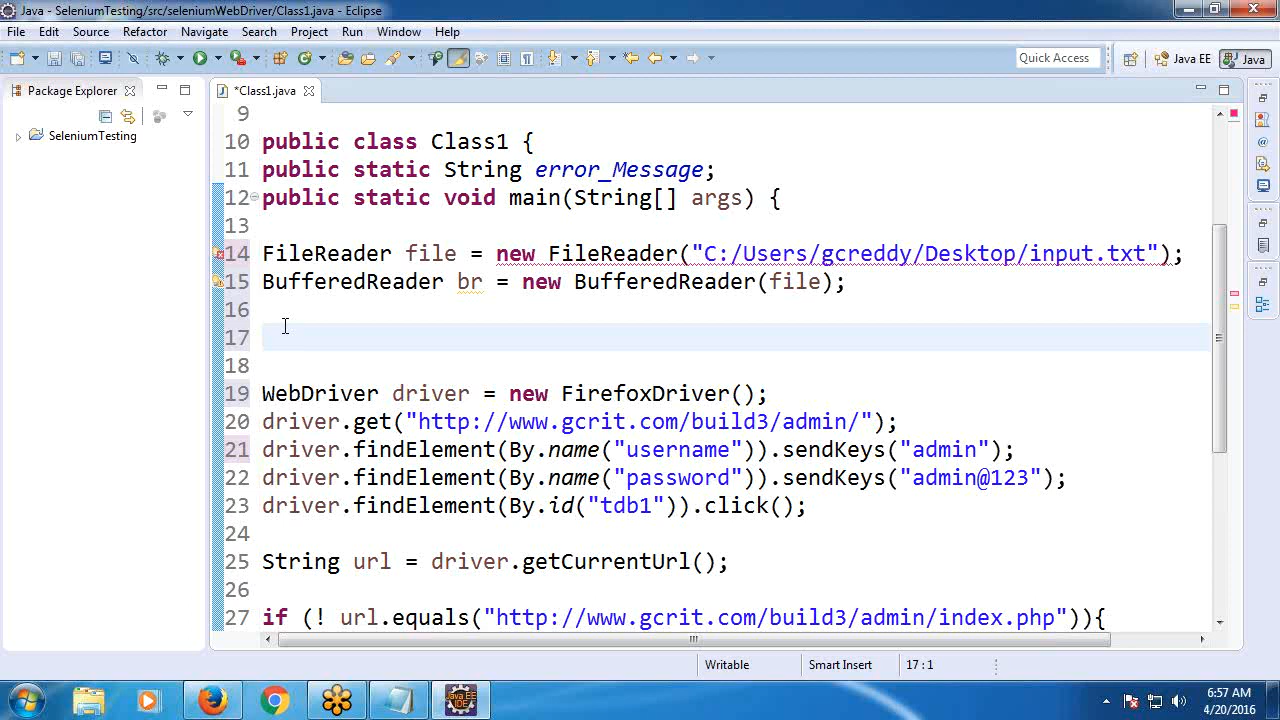 Java - SeleniumTesting/src/seleniumWebDriver/Class1.java - Eclipse
File Edit Source Refactor Navigate Search Project Run Window Help
Quick Access Java EE Java
Package Explorer *Class1.java
SeleniumTesting
9
10 public class Class1 {
11 public static String error_Message;
12 public static void main(String[] args) {
13
14 FileReader file = new FileReader("C:/Users/gcreddy/Desktop/input.txt");
15 BufferedReader br = new BufferedReader(file);
16
17
18
19 WebDriver driver = new FirefoxDriver();
20 driver.get("http://www.gcrit.com/build3/admin/");
21 driver.findElement(By.name("username")).sendKeys("admin");
22 driver.findElement(By.name("password")).sendKeys("admin@123");
23 driver.findElement(By.id("tdb1")).click();
24
25 String url = driver.getCurrentUrl();
26
27 if (! url.equals("http://www.gcrit.com/build3/admin/index.php")){
Writable Smart Insert 17 : 1
Java EE
IDE
6:57 AM
4/20/2016